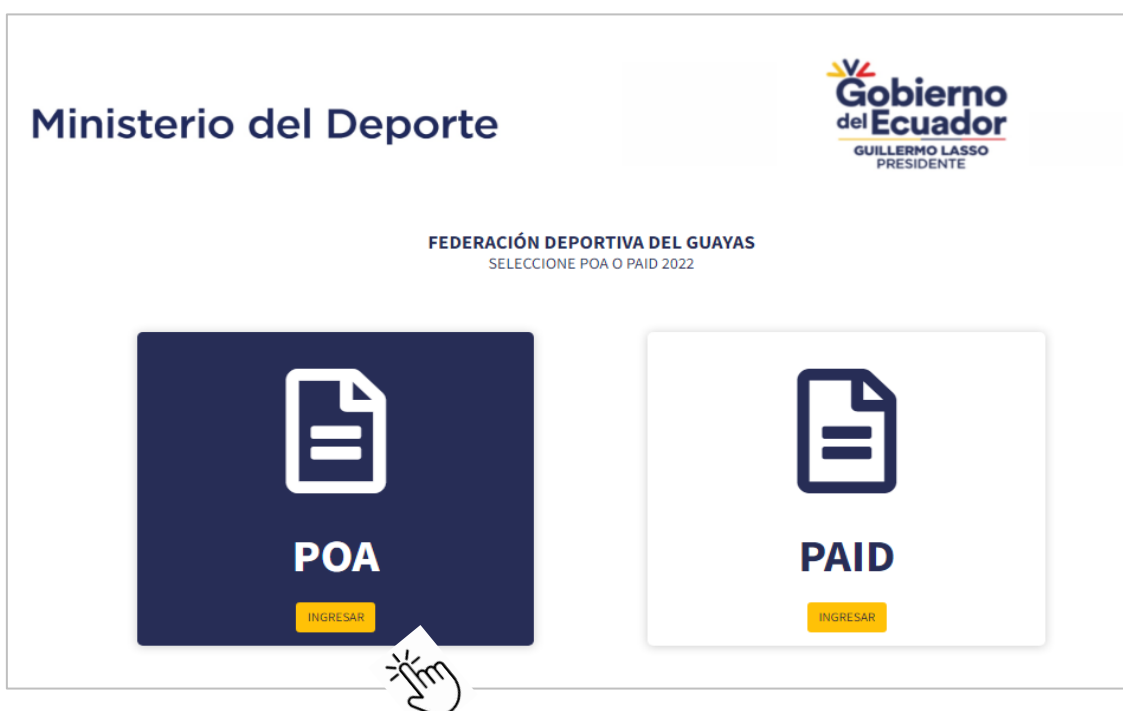 Ministerio del Deporte
Gobierno
del Ecuador
GUILLERMO LASSO
PRESIDENTE
FEDERACIÓN DEPORTIVA DEL GUAYAS
SELECCIONE POA O PAID 2022
POA
INGRESAR
PAID
INGRESAR